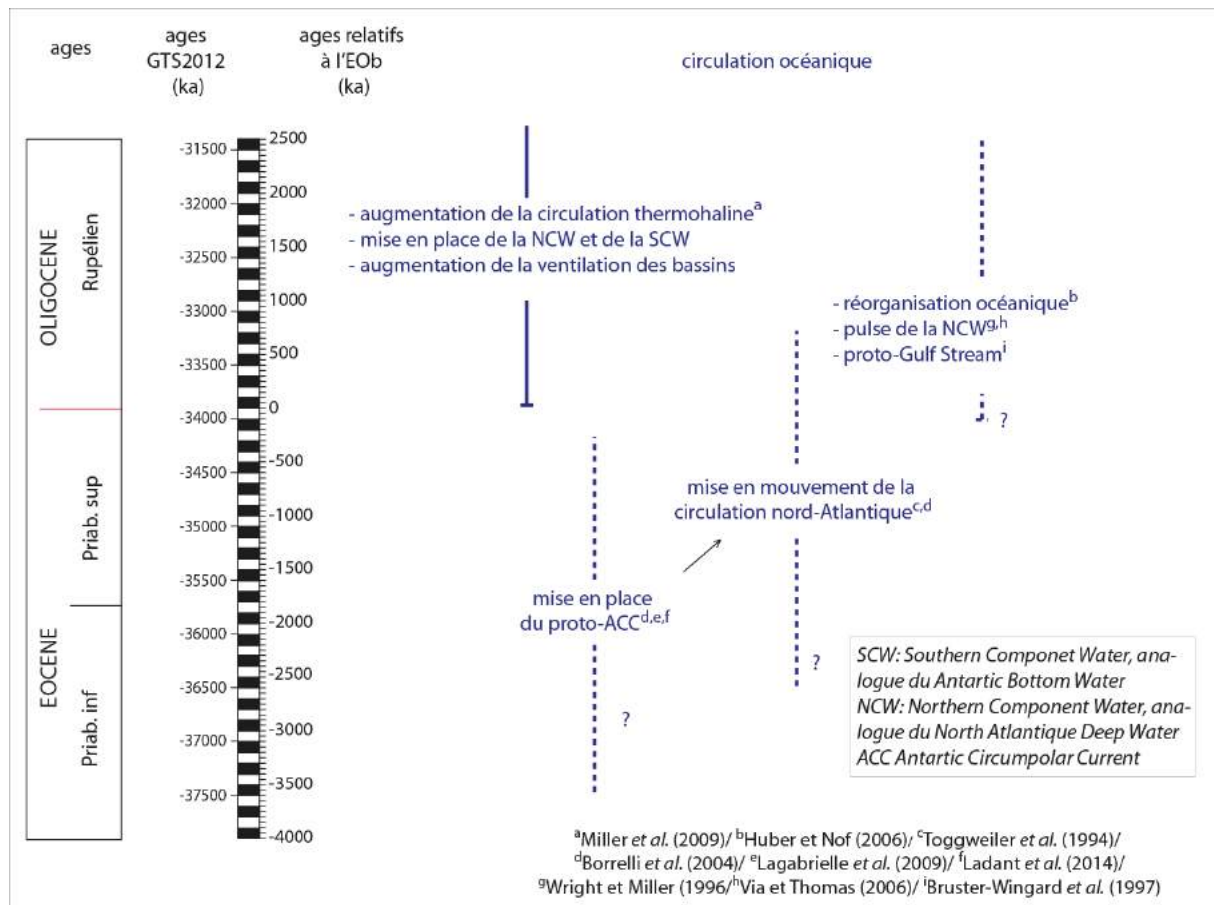 ages
ages
GTS2012
(ka)
ages relatifs
à l'EOb
(ka)
circulation océanique
OLIGOCENE
Rupélien
EOCENE
Priab. sup
Priab. inf
-31500
-32000
-32500
-33000
-33500
-34000
-34500
-35000
-35500
-36000
-36500
-37000
-37500
2500
2000
1500
1000
500
0
-500
-1000
-1500
-2000
-2500
-3000
-3500
-4000
- augmentation de la circulation thermohaline^a
- mise en place de la NCW et de la SCW
- augmentation de la ventilation des bassins
- réorganisation océanique^b
- pulse de la NCW^g,h
- proto-Gulf Stream^i
?
mise en mouvement de la
circulation nord-Atlantique^c,d
?
mise en place
du proto-ACC^d,e,f
?
SCW: Southern Componet Water, ana-
logue du Antartic Bottom Water
NCW: Northern Component Water, ana-
logue du North Atlantique Deep Water
ACC Antartic Circumpolar Current
^aMiller et al. (2009)/ ^bHuber et Nof (2006)/ ^cToggweiler et al. (1994)/
^dBorrelli et al. (2004)/ ^eLagabrielle et al. (2009)/ ^fLadant et al. (2014)/
^gWright et Miller (1996/^hVia et Thomas (2006)/ ^iBruster-Wingard et al. (1997)